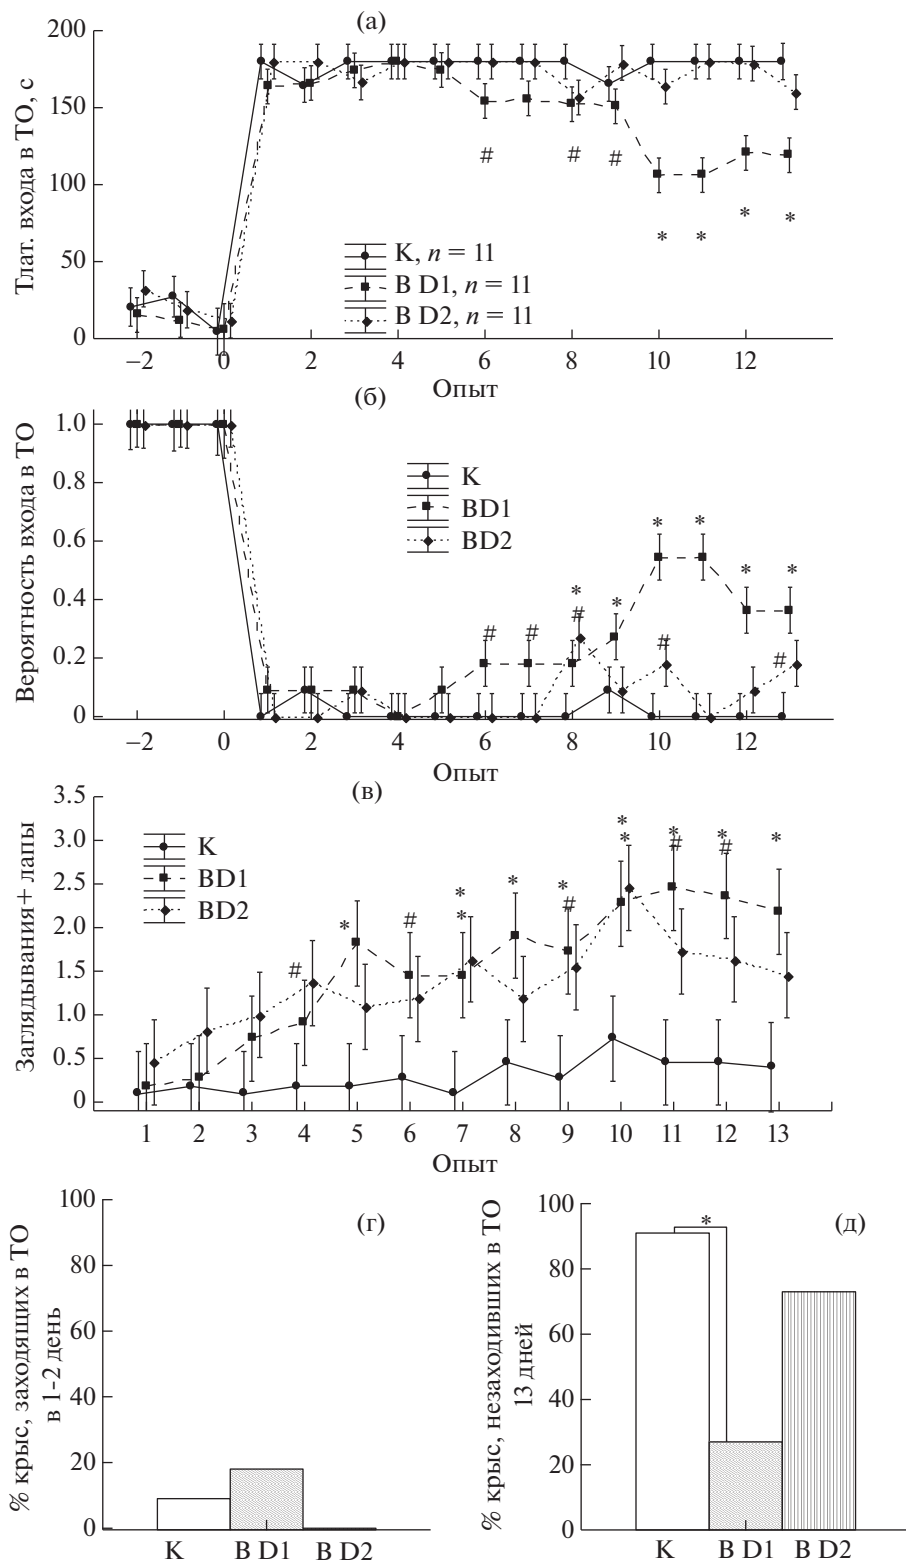 (а)
200
150
100
50
0
Tлат. входа в ТО, с
# # #
* * * *
К, n = 11
В D1, n = 11
В D2, n = 11
−2 0 2 4 6 8 10 12
Опыт
(б)
1.0
0.8
0.6
0.4
0.2
0
Вероятность входа в ТО
К
BD1
BD2
* * * *
* *
# # # # #
−2 0 2 4 6 8 10 12
Опыт
(в)
3.5
3.0
2.5
2.0
1.5
1.0
0.5
0
Заглядывания+ лапы
К
BD1
BD2
# * # * * * * # * * * # * # *
1 2 3 4 5 6 7 8 9 10 11 12 13
Опыт
(г)
100
80
60
40
20
0
% крыс, заходящих в ТО
в 1-2 день
К В D1 В D2
(д)
100
80
60
40
20
0
% крыс, незаходивших в ТО
13 дней
*
К В D1 В D2